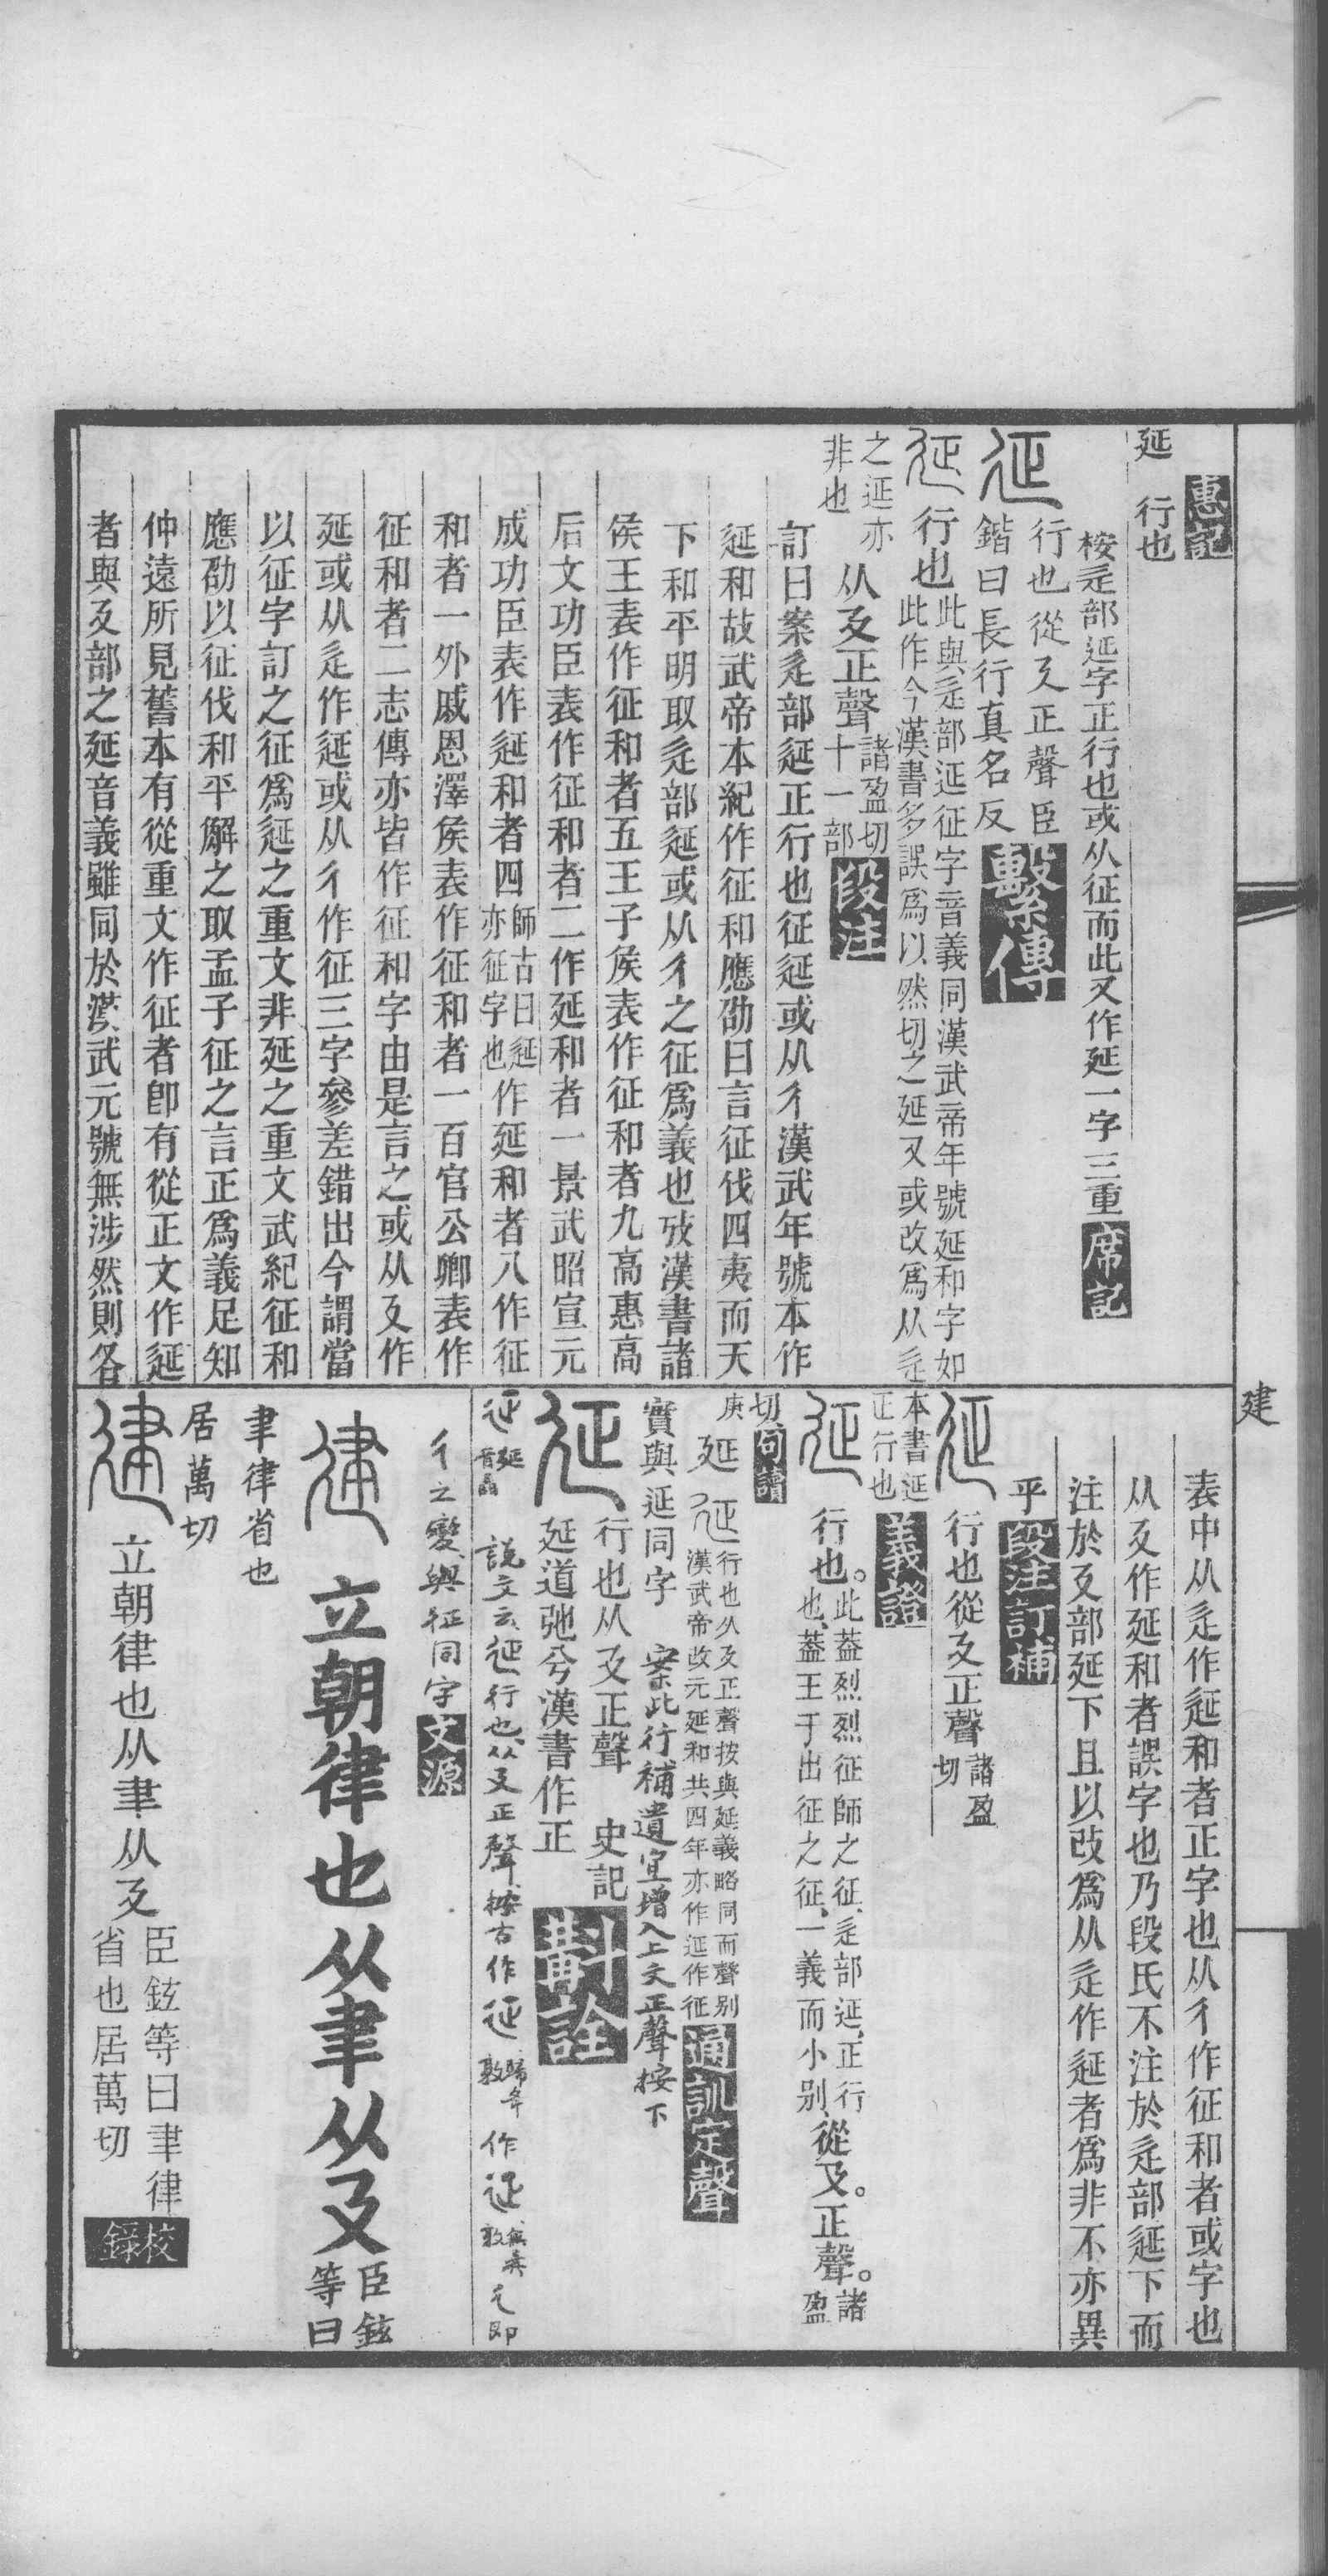 惠記
延　行也
桉辵部延字正行也或从征而此又作延一字三重
席記
延
行也從廴正聲臣
鍇曰長行真名反
繫傳
延
行也
此與辵部延征字音義同漢武帝年號延和字如
此作今漢書多誤爲以然切之延又或改爲从辵
之延亦
非也
从廴正聲
諸盈切
十一部
段注
訂曰案辵部延正行也征延或从彳漢武年號本作
延和故武帝本紀作征和應劭曰言征伐四夷而天
下和平明取辵部延或从彳之征爲義也攷漢書諸
侯王表作征和者五王子侯表作征和者九高惠高
后文功臣表作征和者二作延和者一景武昭宣元
成功臣表作延和者四
師古曰延
亦征字也
作延和者八作征
和者一外戚恩澤侯表作征和者一百官公卿表作
征和者二志傳亦皆作征和字由是言之或从廴作
延或从辵作延或从彳作征三字參差錯出今謂當
以征字訂之征爲延之重文非延之重文武紀征和
應劭以征伐和平解之取孟子征之言正爲義足知
仲遠所見舊本有從重文作征者卽有從正文作延
者與廴部之延音義雖同於漢武元號無涉然則各
表中从辵作延和者正字也从彳作征和者或字也
从廴作延和者誤字也乃段氏不注於辵部延下而
注於廴部延下且以改爲从辵作延者爲非不亦異
乎
段注訂補
延
行也從廴正聲
諸盈
切
本書延
正行也
義證
延
行也。
此蓋烈烈征師之征、辵部延、正行
也、蓋王于出征之征、一義而小别、
從廴。正聲。
諸
盈
切
句讀
庚
延
延
行也从廴正聲按與延義略同而聲别
漢武帝改元延和共四年亦作延作征
通訓定聲
實與延同字　案此行補遺宜增入上文正聲按下
延
行也从廴正聲　史記
延道弛兮漢書作正
斠詮
延
說文云延行也从廴正聲按古作延
歸夆
敦
作延
敦
辵即
彳之變與征同字
文源
建
立朝律也从聿从廴
臣鉉
等曰
聿律省也
居萬切
建
立朝律也从聿从廴
臣鉉等曰聿律
省也居萬切
校錄
建